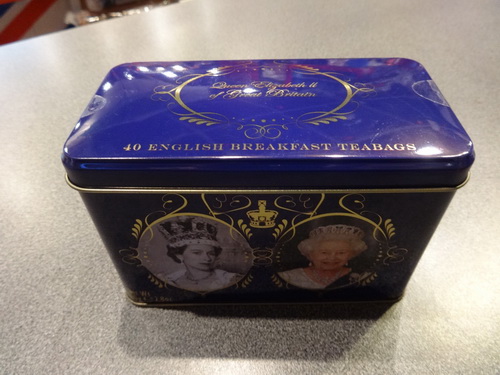 Queen Elizabeth II
of Great Britain
40 ENGLISH BREAKFAST TEABAGS